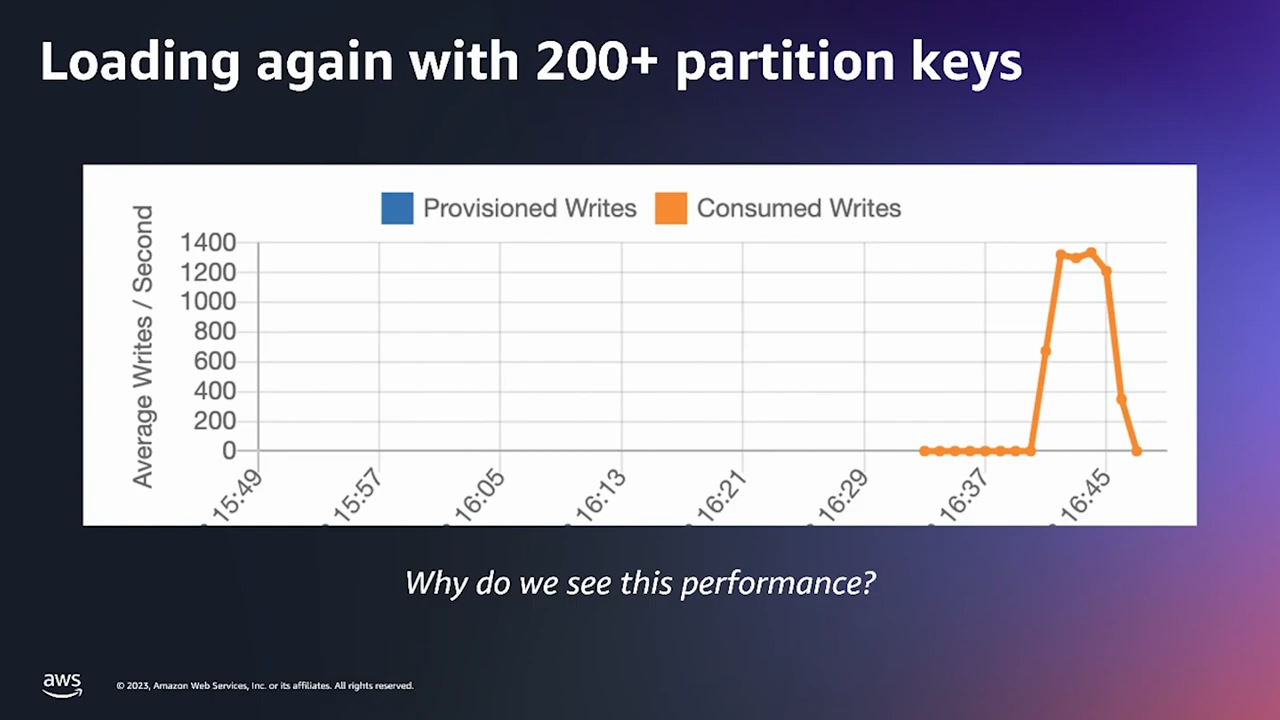 Loading again with 200+ partition keys
Provisioned Writes
Consumed Writes
Average Writes / Second
1400
1200
1000
800
600
400
200
0
15:49
15:57
16:05
16:13
16:21
16:29
16:37
16:45
Why do we see this performance?
aws
© 2023, Amazon Web Services, Inc. or its affiliates. All rights reserved.